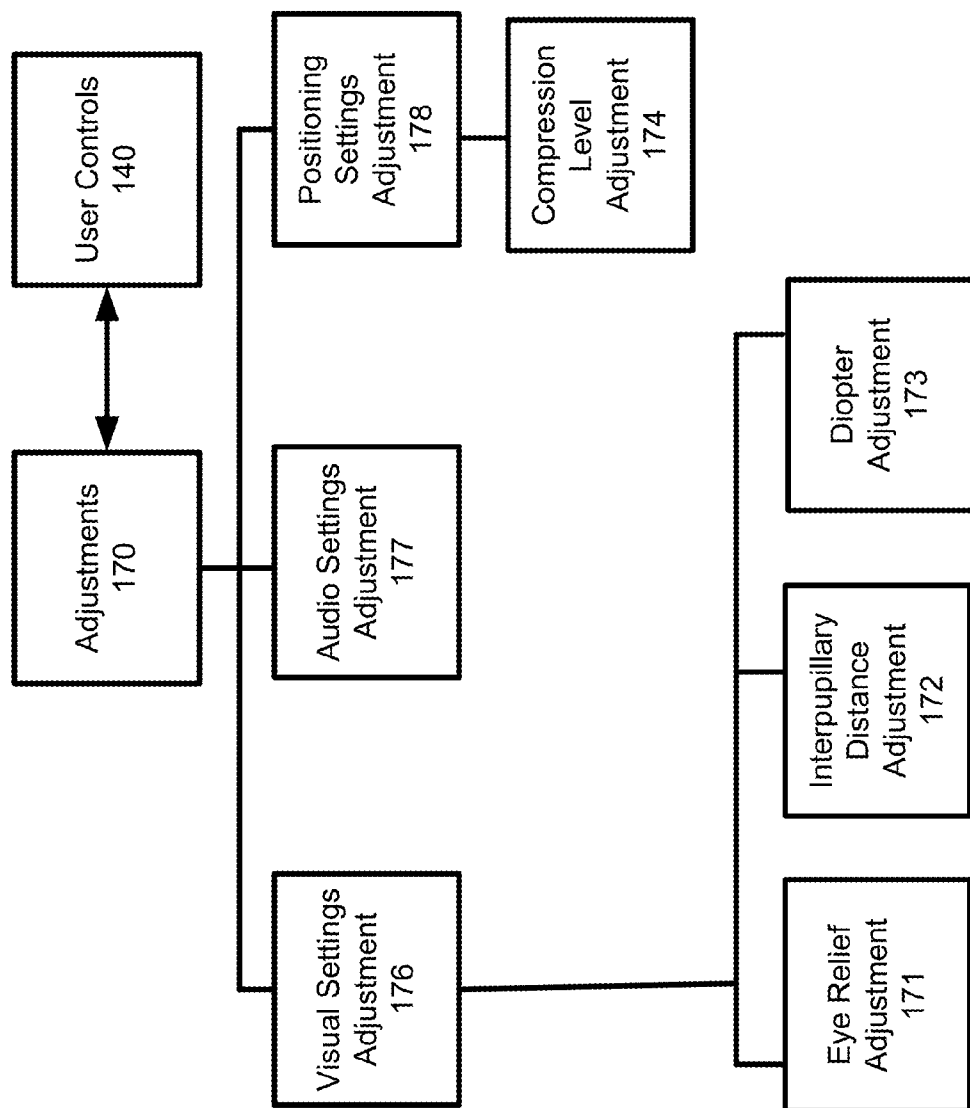 Adjustments
170
User Controls
140
Visual Settings
Adjustment
176
Audio Settings
Adjustment
177
Positioning
Settings
Adjustment
178
Compression
Level
Adjustment
174
Eye Relief
Adjustment
171
Interpupillary
Distance
Adjustment
172
Diopter
Adjustment
173